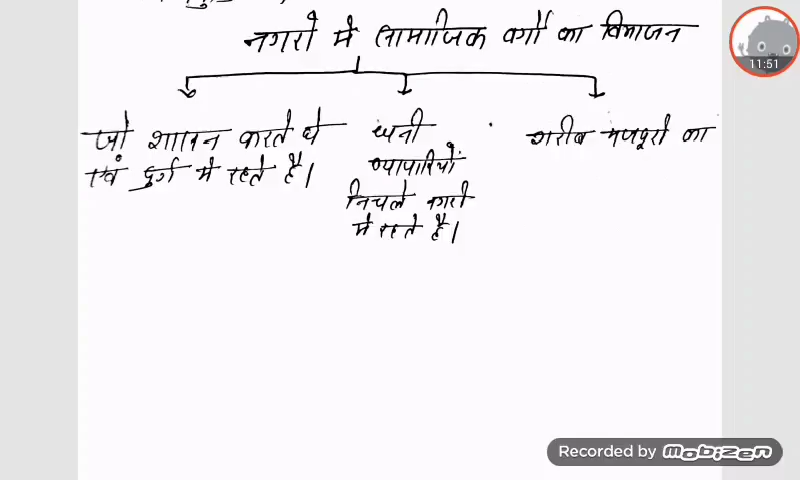 नगरों में सामाजिक वर्गों का विभाजन
जो शासन करते थे
एवं दुर्ग में रहते है।
धनी
व्यापारियों
निचले नगरों
मे रहते है।
गरीब मजदूरों का
11:51
Recorded by mobizen